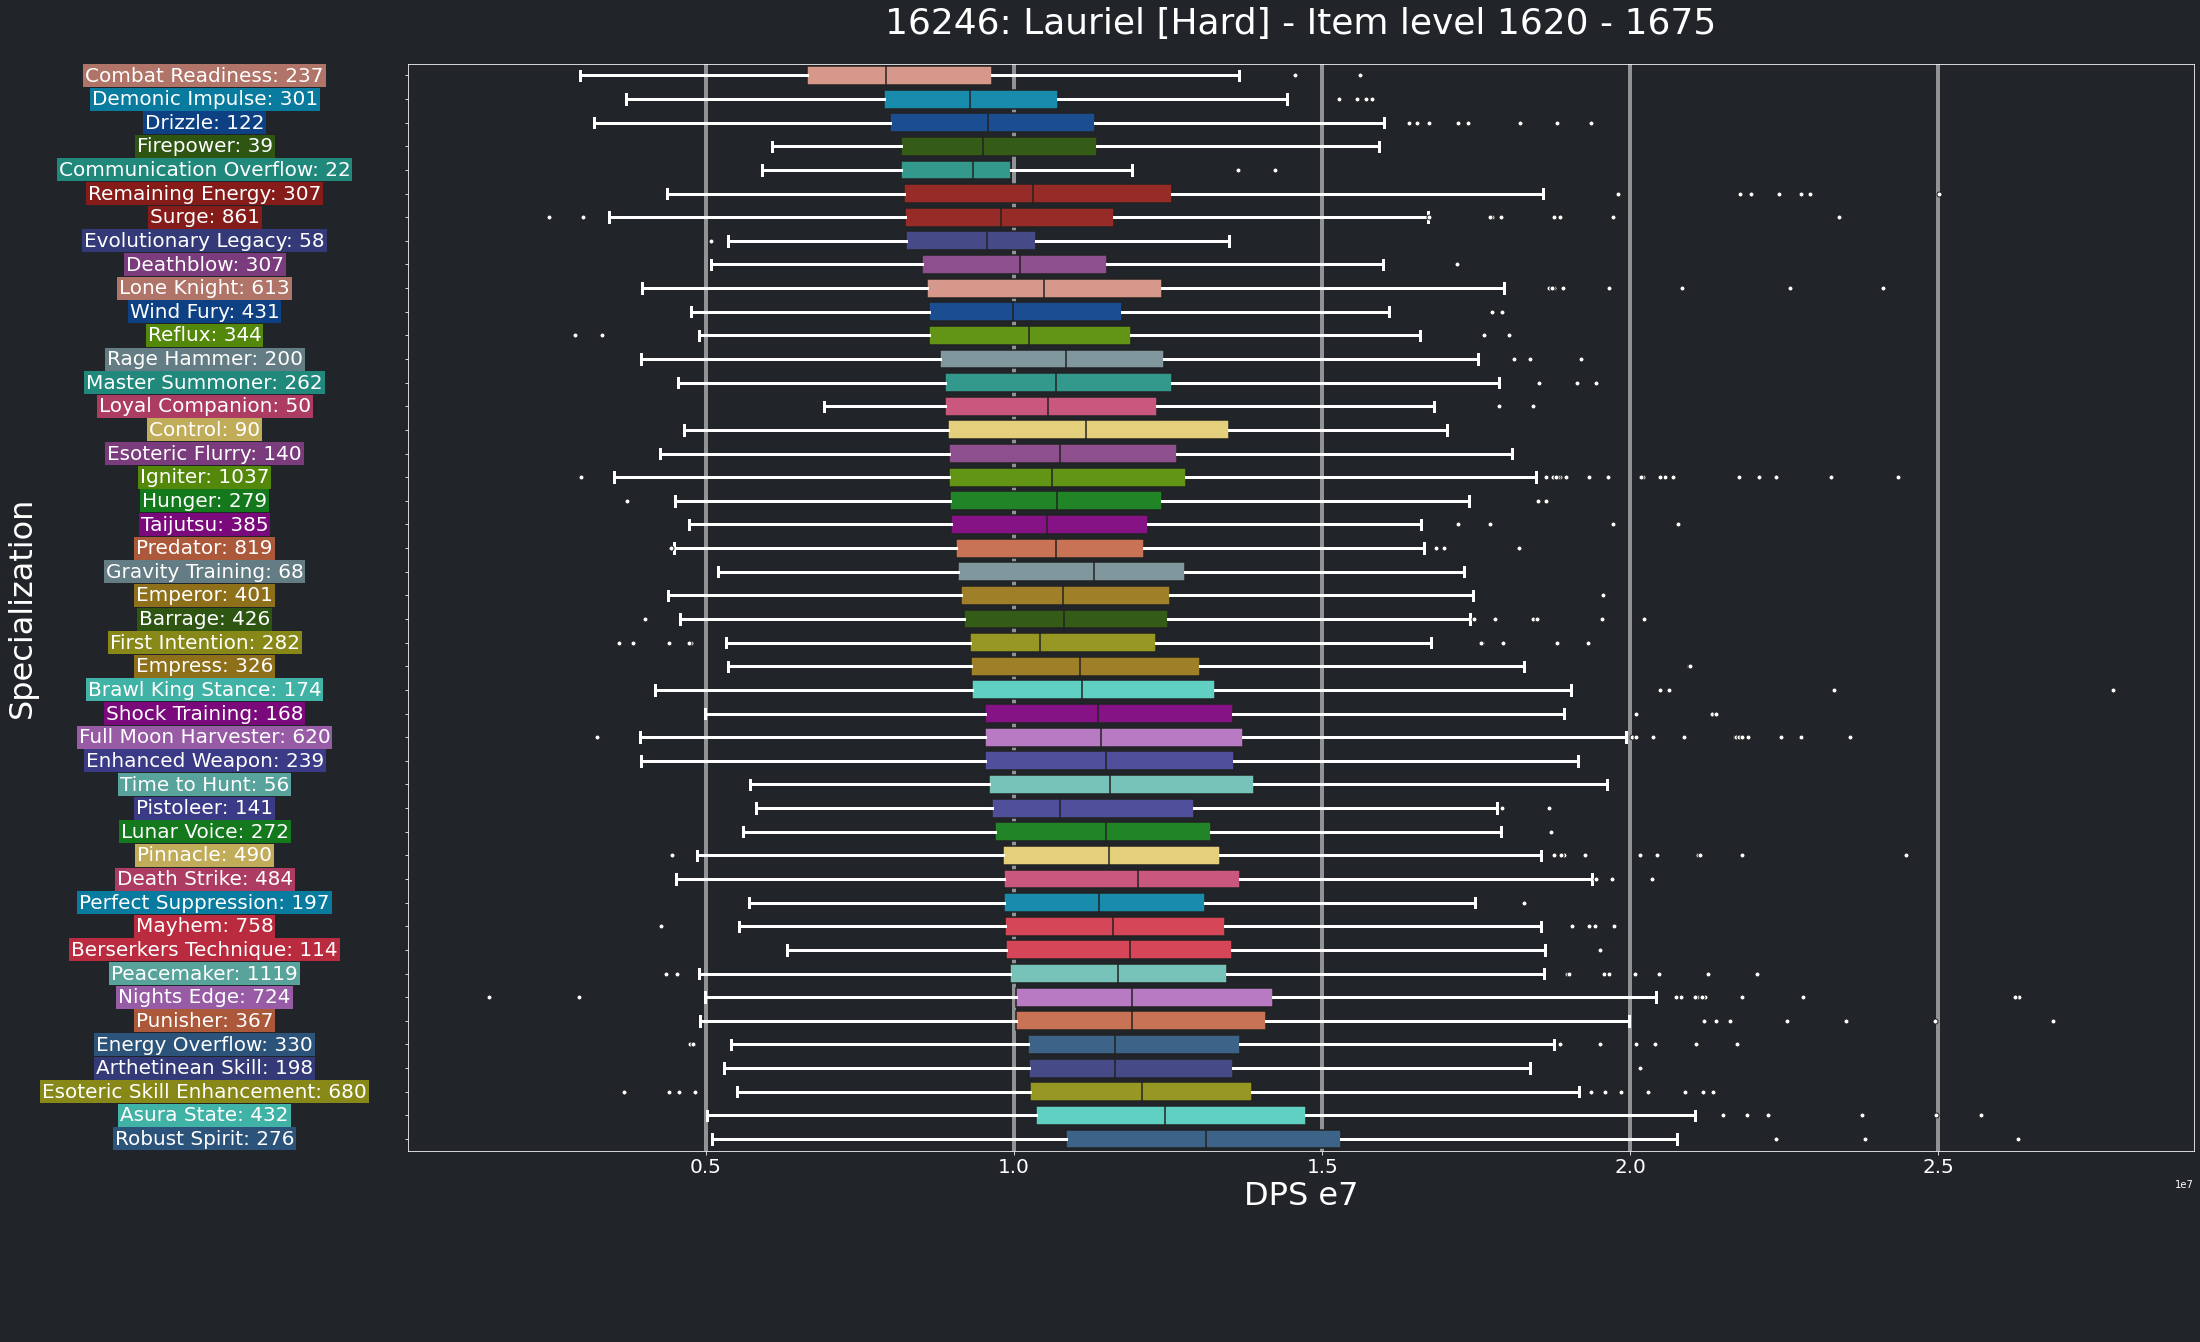 16246: Lauriel [Hard] - Item level 1620 - 1675
Combat Readiness: 237
Demonic Impulse: 301
Drizzle: 122
Firepower: 39
Communication Overflow: 22
Remaining Energy: 307
Surge: 861
Evolutionary Legacy: 58
Deathblow: 307
Lone Knight: 613
Wind Fury: 431
Reflux: 344
Rage Hammer: 200
Master Summoner: 262
Loyal Companion: 50
Control: 90
Esoteric Flurry: 140
Igniter: 1037
Hunger: 279
Taijutsu: 385
Predator: 819
Gravity Training: 68
Emperor: 401
Barrage: 426
First Intention: 282
Empress: 326
Brawl King Stance: 174
Shock Training: 168
Full Moon Harvester: 620
Enhanced Weapon: 239
Time to Hunt: 56
Pistoleer: 141
Lunar Voice: 272
Pinnacle: 490
Death Strike: 484
Perfect Suppression: 197
Mayhem: 758
Berserkers Technique: 114
Peacemaker: 1119
Nights Edge: 724
Punisher: 367
Energy Overflow: 330
Arthetinean Skill: 198
Esoteric Skill Enhancement: 680
Asura State: 432
Robust Spirit: 276
Specialization
0.5 1.0 1.5 2.0 2.5
1e7
DPS e7